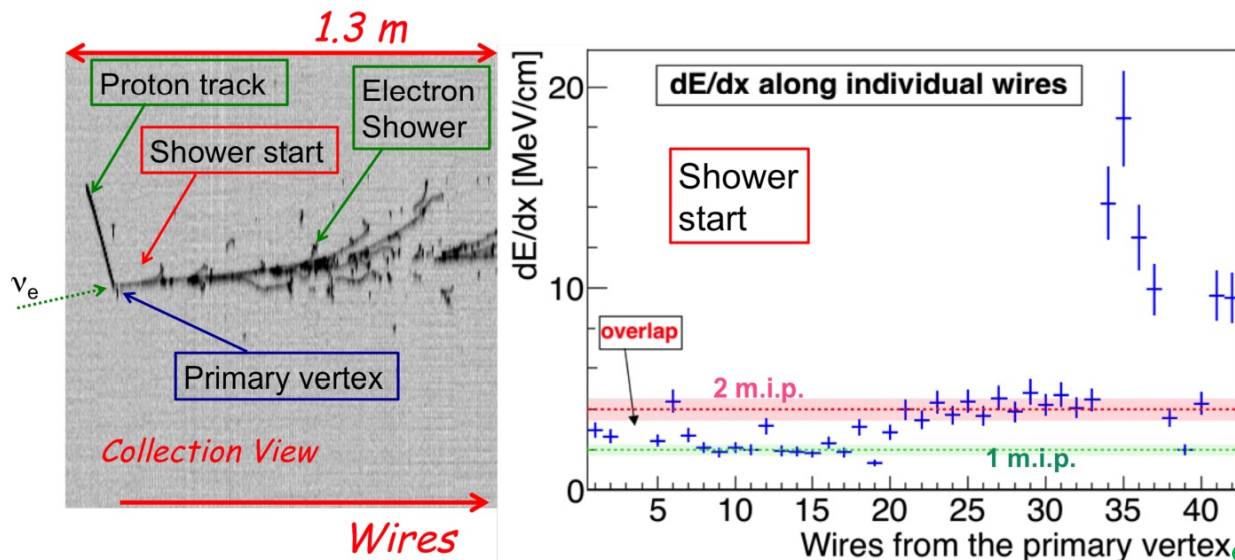 1.3 m
Proton track
Electron
Shower
Shower start
νe
Primary vertex
Collection View
Wires
dE/dx [MeV/cm]
20
10
0
dE/dx along individual wires
Shower
start
overlap
2 m.i.p.
1 m.i.p.
5 10 15 20 25 30 35 40
Wires from the primary vertex